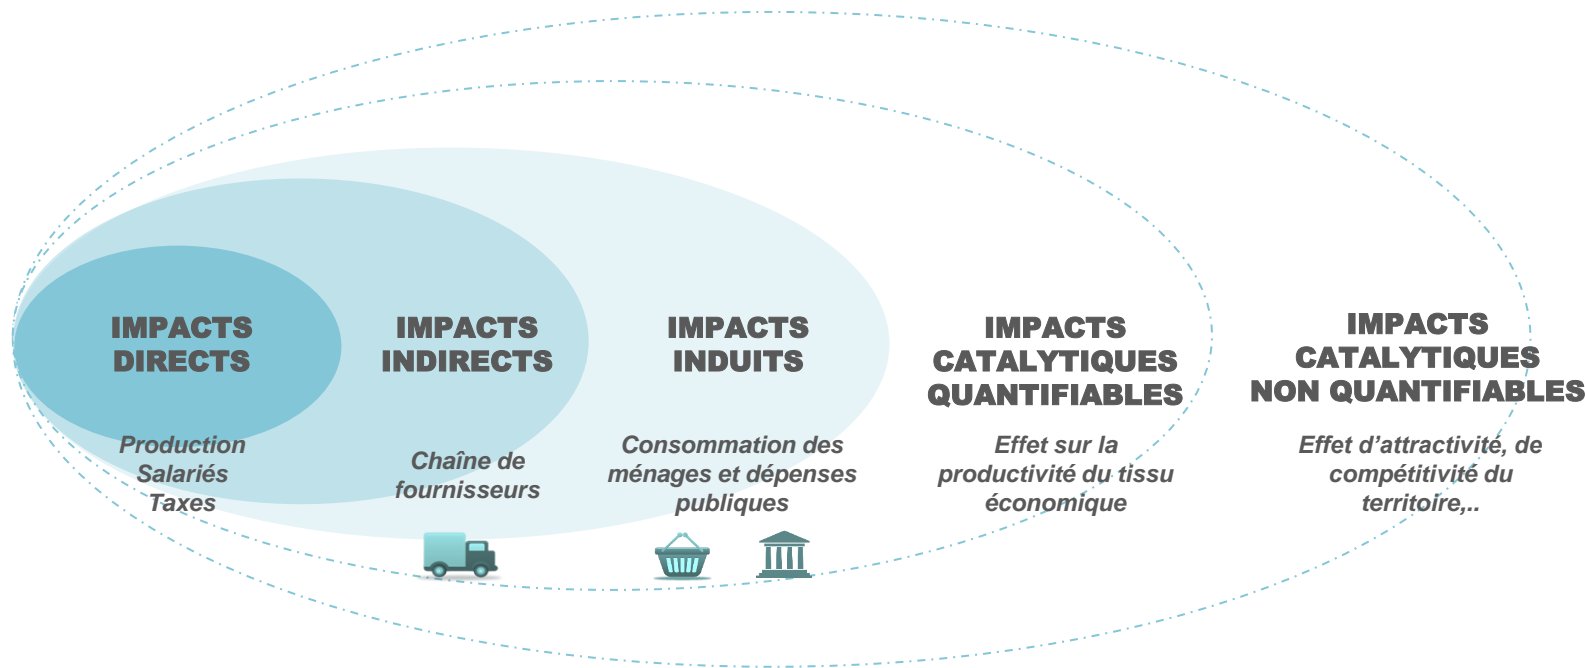 IMPACTS
DIRECTS
Production
Salariés
Taxes
IMPACTS
INDIRECTS
Chaîne de
fournisseurs
IMPACTS
INDUITS
Consommation des
ménages et dépenses
publiques
IMPACTS
CATALYTIQUES
QUANTIFIABLES
Effet sur la
productivité du tissu
économique
IMPACTS
CATALYTIQUES
NON QUANTIFIABLES
Effet d’attractivité, de
compétitivité du
territoire,..